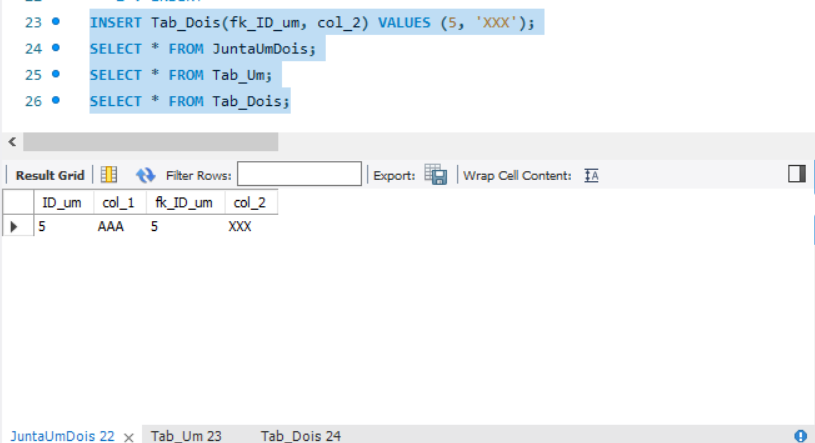 23 INSERT Tab_Dois(fk_ID_um, col_2) VALUES (5, 'XXX');
24 SELECT * FROM JuntaUmDois;
25 SELECT * FROM Tab_Um;
26 SELECT * FROM Tab_Dois;
Result Grid Filter Rows: Export: Wrap Cell Content: IA
ID_um col_1 fk_ID_um col_2
5 AAA 5 XXX
JuntaUmDois 22 × Tab_Um 23 Tab_Dois 24